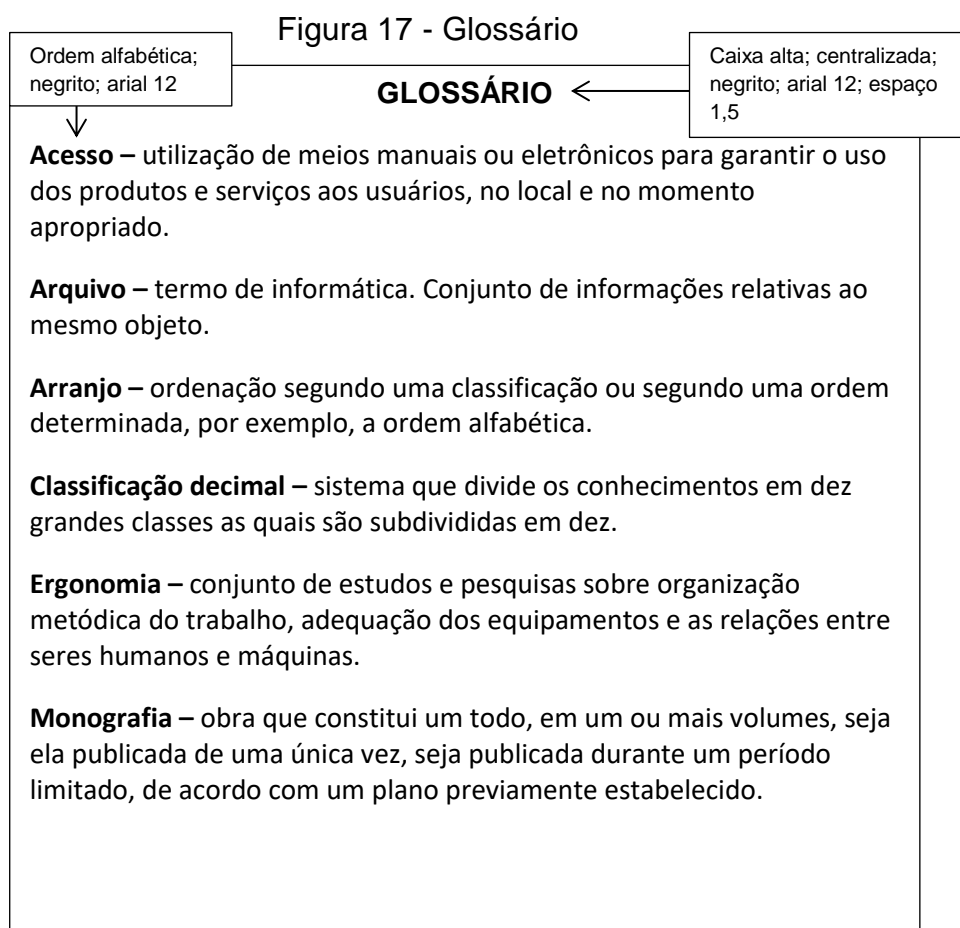 Figura 17 - Glossário
Ordem alfabética;
negrito; arial 12
Caixa alta; centralizada;
negrito; arial 12; espaço
1,5
GLOSSÁRIO
Acesso – utilização de meios manuais ou eletrônicos para garantir o uso
dos produtos e serviços aos usuários, no local e no momento
apropriado.
Arquivo – termo de informática. Conjunto de informações relativas ao
mesmo objeto.
Arranjo – ordenação segundo uma classificação ou segundo uma ordem
determinada, por exemplo, a ordem alfabética.
Classificação decimal – sistema que divide os conhecimentos em dez
grandes classes as quais são subdivididas em dez.
Ergonomia – conjunto de estudos e pesquisas sobre organização
metódica do trabalho, adequação dos equipamentos e as relações entre
seres humanos e máquinas.
Monografia – obra que constitui um todo, em um ou mais volumes, seja
ela publicada de uma única vez, seja publicada durante um período
limitado, de acordo com um plano previamente estabelecido.